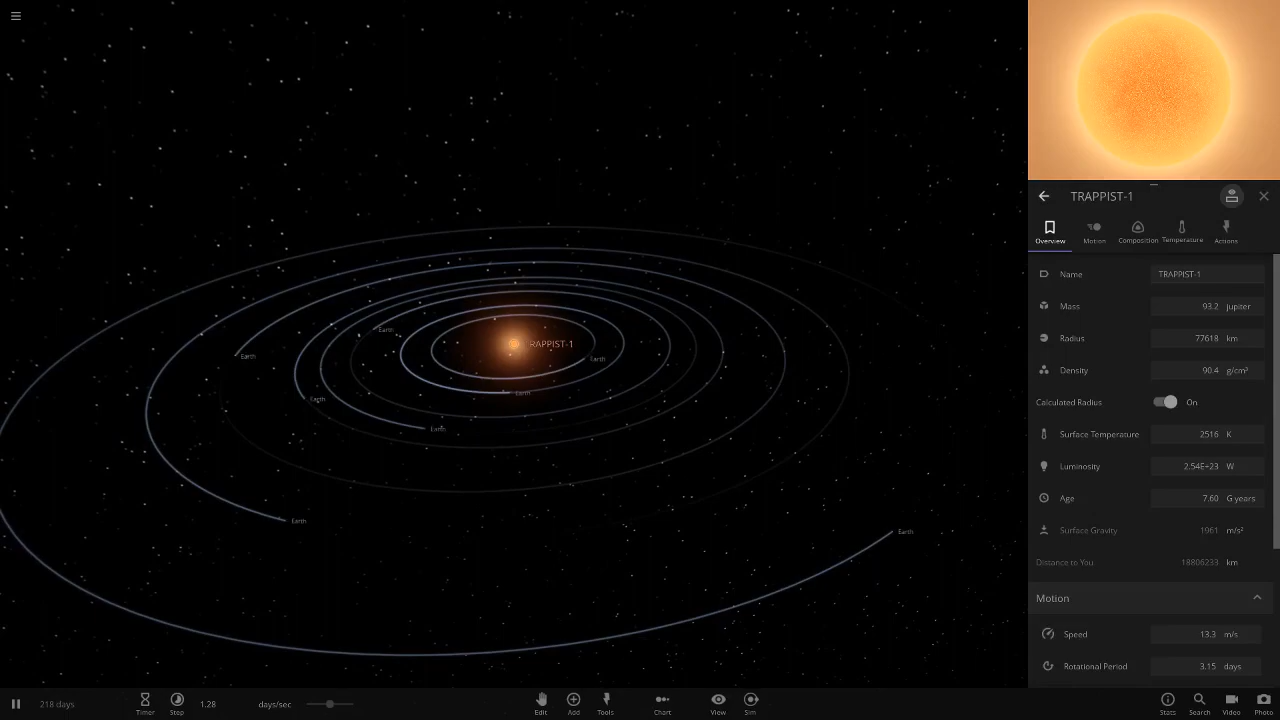 TRAPPIST-1
Overview
Motion
Composition
Temperature
Actions
Name TRAPPIST-1
Mass 93.2 jupiter
Radius 77618 km
Density 90.4 g/cm³
Calculated Radius On
Surface Temperature 2516 K
Luminosity 2.54E+23 W
Age 7.60 G years
Surface Gravity 1961 m/s²
Distance to You 18806233 km
Motion
Speed 13.3 m/s
Rotational Period 3.15 days
Earth
RAPPIST-1
Earth
Earth
Earth
Earth
Earth
Earth
Earth
218 days
Timer
Step
1.28 days/sec
Edit
Add
Tools
Chart
View
Sim
Stats
Search
Video
Photo